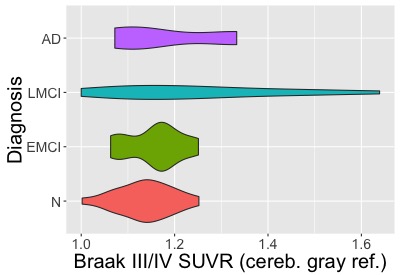 Diagnosis
AD
LMCI
EMCI
N
1.0 1.2 1.4 1.6
Braak III/IV SUVR (cereb. gray ref.)